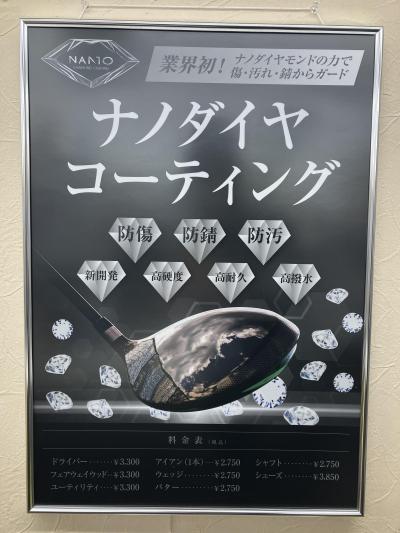 NANO
DIAMOND COATING
業界初！
ナノダイヤモンドの力で
傷・汚れ・錆からガード
ナノダイヤ
コーティング
防傷 防錆 防汚
新開発 高硬度 高耐久 高撥水
料金表（税込）
ドライバー………¥3,300 アイアン（1本）…¥2,750 シャフト………¥2,750
フェアウェイウッド…¥3,300 ウェッジ………¥2,750 シューズ………¥3,850
ユーティリティ……¥3,300 パター………¥2,750